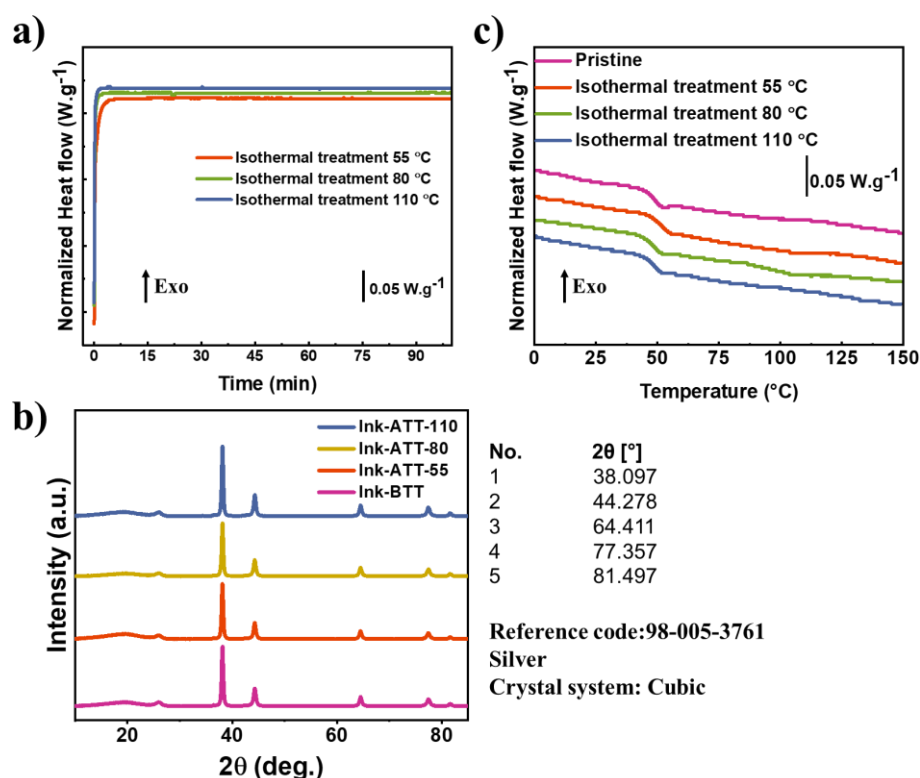 a)
Normalized Heat flow (W.g-1)
Isothermal treatment 55 °C
Isothermal treatment 80 °C
Isothermal treatment 110 °C
Exo
0.05 W.g-1
0 15 30 45 60 75 90
Time (min)
c)
Normalized Heat flow (W.g-1)
Pristine
Isothermal treatment 55 °C
Isothermal treatment 80 °C
Isothermal treatment 110 °C
0.05 W.g-1
Exo
0 25 50 75 100 125 150
Temperature (°C)
b)
Intensity (a.u.)
Ink-ATT-110
Ink-ATT-80
Ink-ATT-55
Ink-BTT
20 40 60 80
2θ (deg.)
No. 2θ [°]
1 38.097
2 44.278
3 64.411
4 77.357
5 81.497
Reference code:98-005-3761
Silver
Crystal system: Cubic